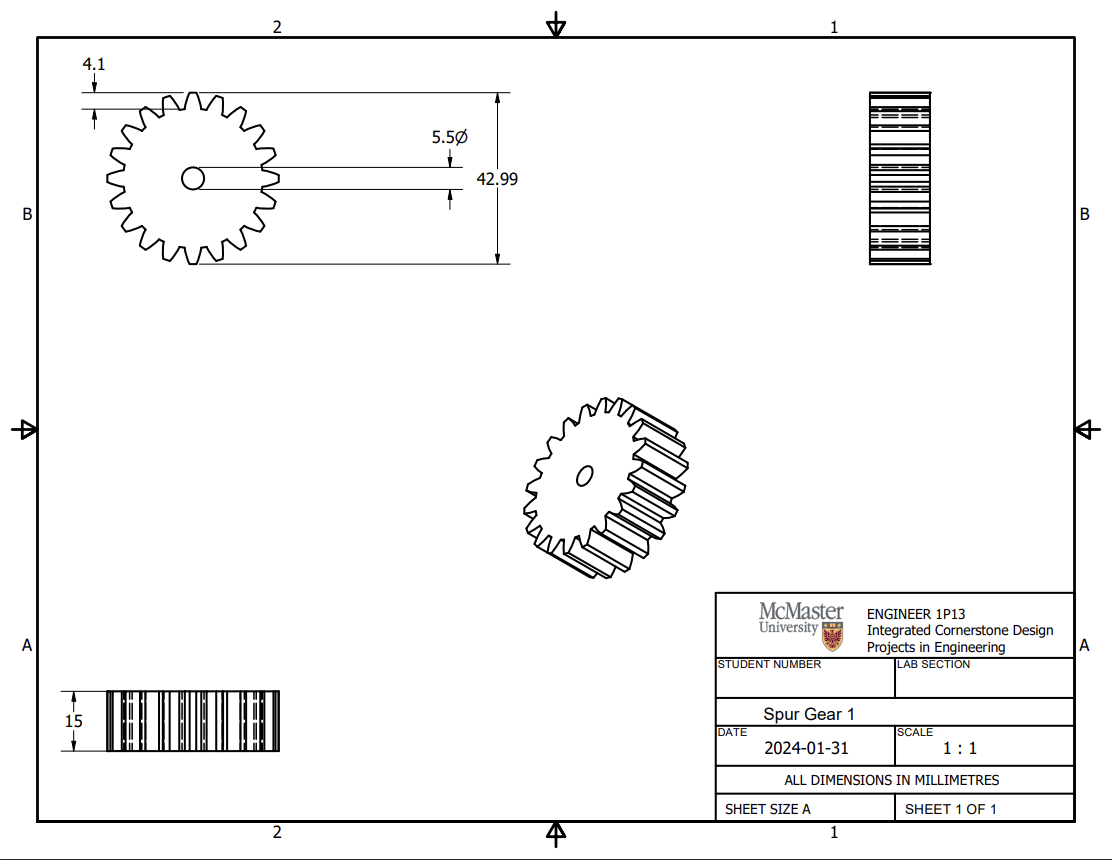 2
1
4.1
5.5Ø
42.99
B
B
A
A
15
McMaster
University
ENGINEER 1P13
Integrated Cornerstone Design
Projects in Engineering
STUDENT NUMBER
LAB SECTION
Spur Gear 1
DATE
2024-01-31
SCALE
1 : 1
ALL DIMENSIONS IN MILLIMETRES
SHEET SIZE A
SHEET 1 OF 1
2
1